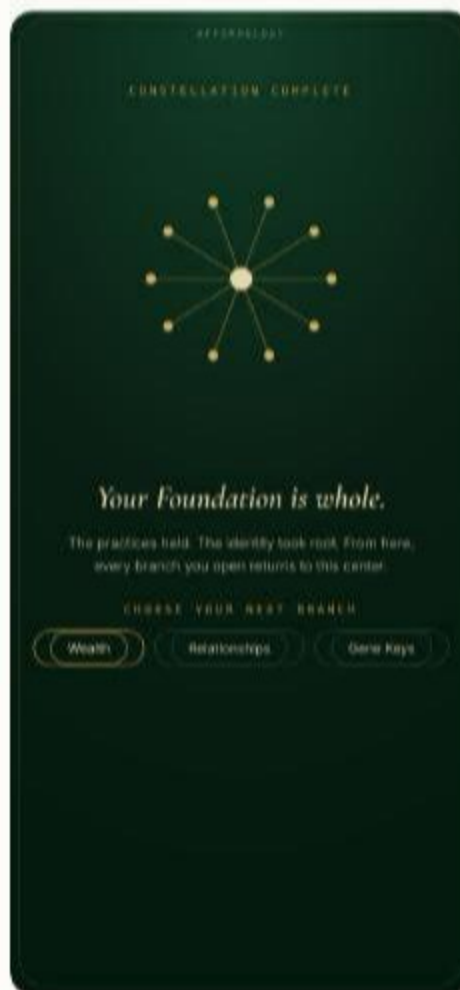 CONSTELLATION COMPLETE
Your Foundation is whole.
The practices held. The identity took root. From here,
every branch you open returns to this center.
CHOOSE YOUR NEXT BRANCH
Wealth Relationships Gene Keys